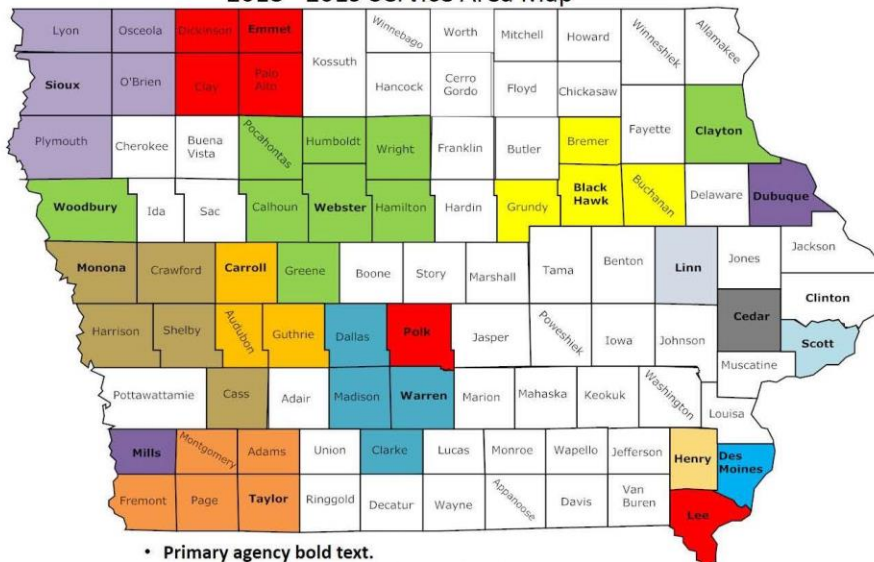 2018 - 2019 Service Area Map
Lyon
Osceola
Dickinson
Emmet
Kossuth
Winnebago
Worth
Mitchell
Howard
Winneshiek
Allamakee
Sioux
O'Brien
Clay
Palo
Alto
Hancock
Cerro
Gordo
Floyd
Chickasaw
Plymouth
Cherokee
Buena
Vista
Pocahontas
Humboldt
Wright
Franklin
Butler
Bremer
Fayette
Clayton
Woodbury
Ida
Sac
Calhoun
Webster
Hamilton
Hardin
Grundy
Black
Hawk
Buchanan
Delaware
Dubuque
Monona
Crawford
Carroll
Greene
Boone
Story
Marshall
Tama
Benton
Linn
Jones
Jackson
Clinton
Harrison
Shelby
Audubon
Guthrie
Dallas
Polk
Jasper
Poweshiek
Iowa
Johnson
Cedar
Scott
Muscatine
Pottawattamie
Cass
Adair
Madison
Warren
Marion
Mahaska
Keokuk
Washington
Louisa
Mills
Montgomery
Adams
Union
Clarke
Lucas
Monroe
Wapello
Jefferson
Henry
Des
Moines
Fremont
Page
Taylor
Ringgold
Decatur
Wayne
Appanoose
Davis
Van
Buren
Lee
• Primary agency bold text.